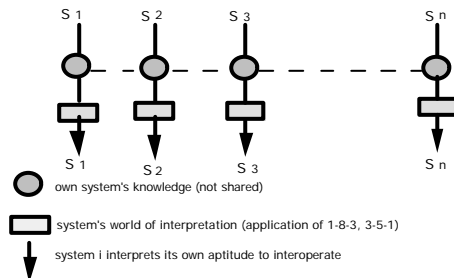 S 1 S 2 S 3 S n
S 1 S 2 S 3 S n
own system's knowledge (not shared)
system's world of interpretation (application of 1-8-3, 3-5-1)
system i interprets its own aptitude to interoperate